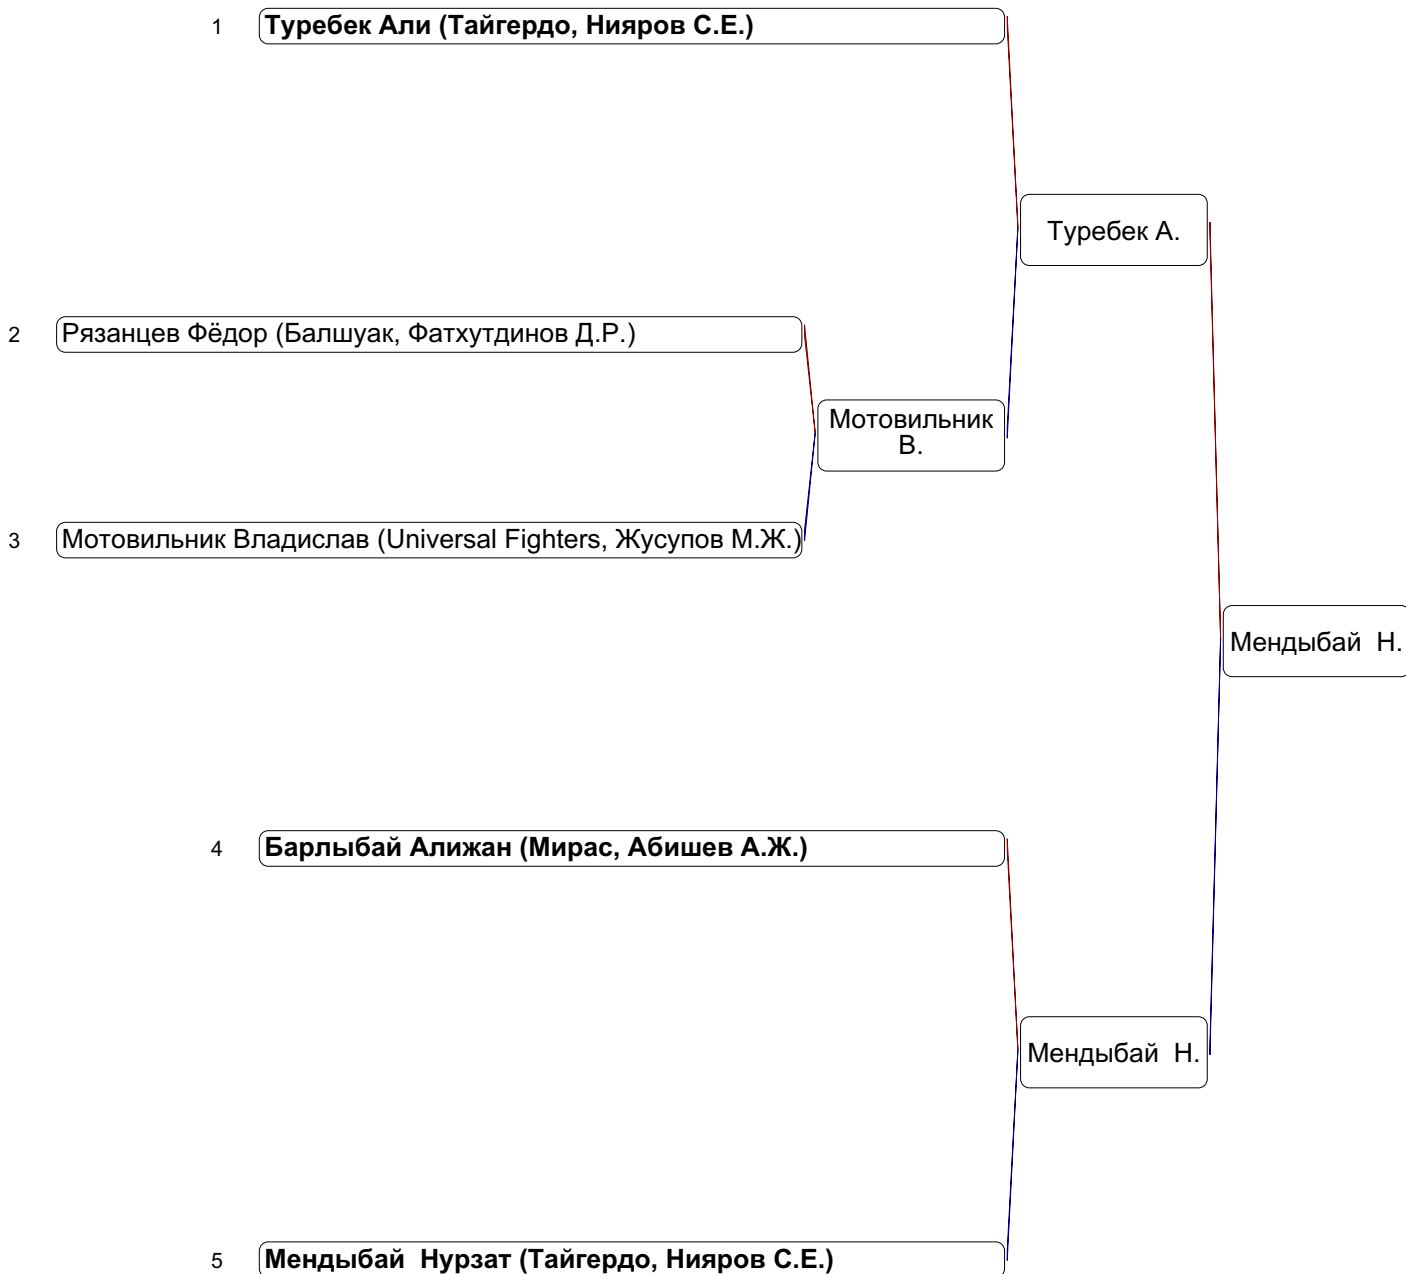 1 Туребек Али (Тайгердо, Нияров С.Е.)
Туребек А.
2 Рязанцев Фёдор (Балшуак, Фатхутдинов Д.Р.)
Мотовильник
В.
3 Мотовильник Владислав (Universal Fighters, Жусупов М.Ж.)
Мендыбай  Н.
4 Барлыбай Алижан (Мирас, Абишев А.Ж.)
Мендыбай  Н.
5 Мендыбай  Нурзат (Тайгердо, Нияров С.Е.)